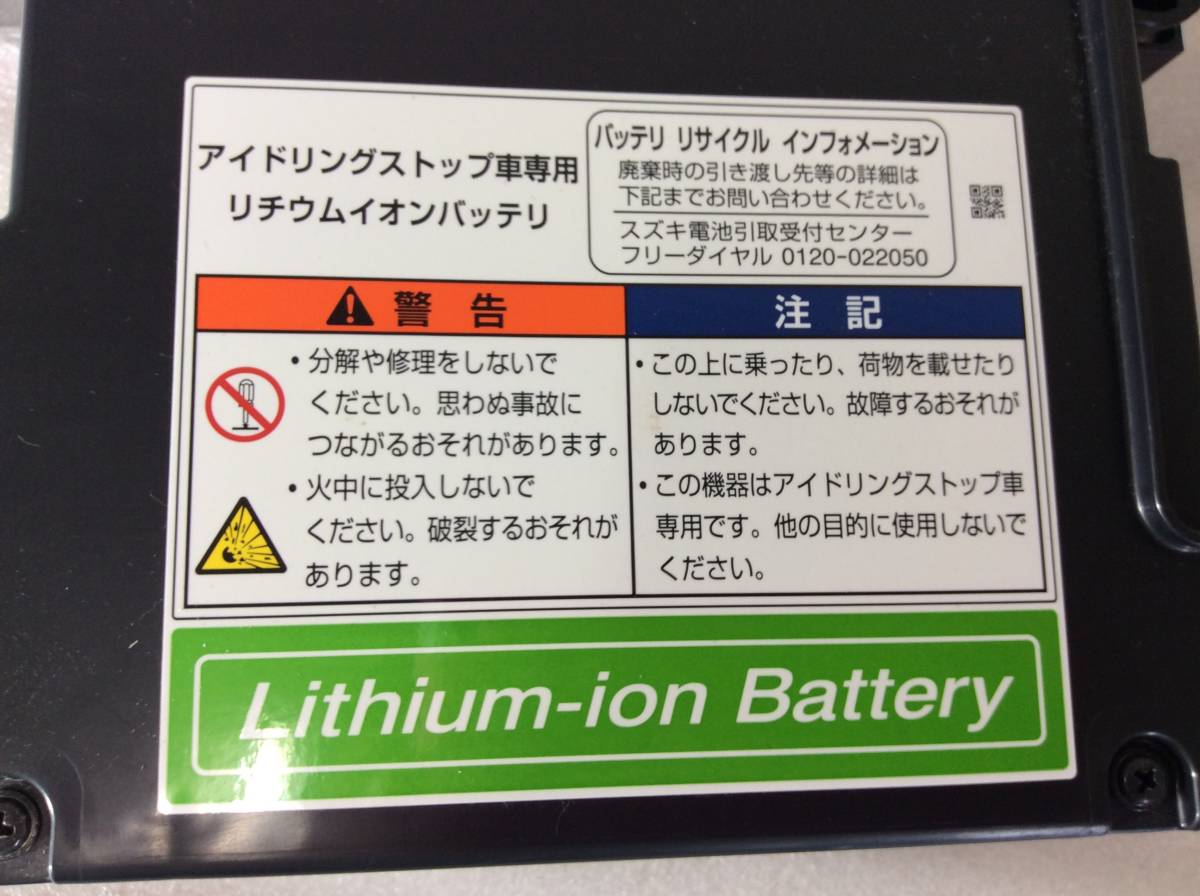 アイドリングストップ車専用
リチウムイオンバッテリ
バッテリ リサイクル インフォメーション
廃棄時の引き渡し先等の詳細は
下記までお問い合わせください。
スズキ電池引取受付センター
フリーダイヤル 0120-022050
警 告
・分解や修理をしないで
ください。思わぬ事故に
つながるおそれがあります。
・火中に投入しないで
ください。破裂するおそれが
あります。
注 記
・この上に乗ったり、荷物を載せたり
しないでください。故障するおそれが
あります。
・この機器はアイドリングストップ車
専用です。他の目的に使用しないで
ください。
Lithium-ion Battery